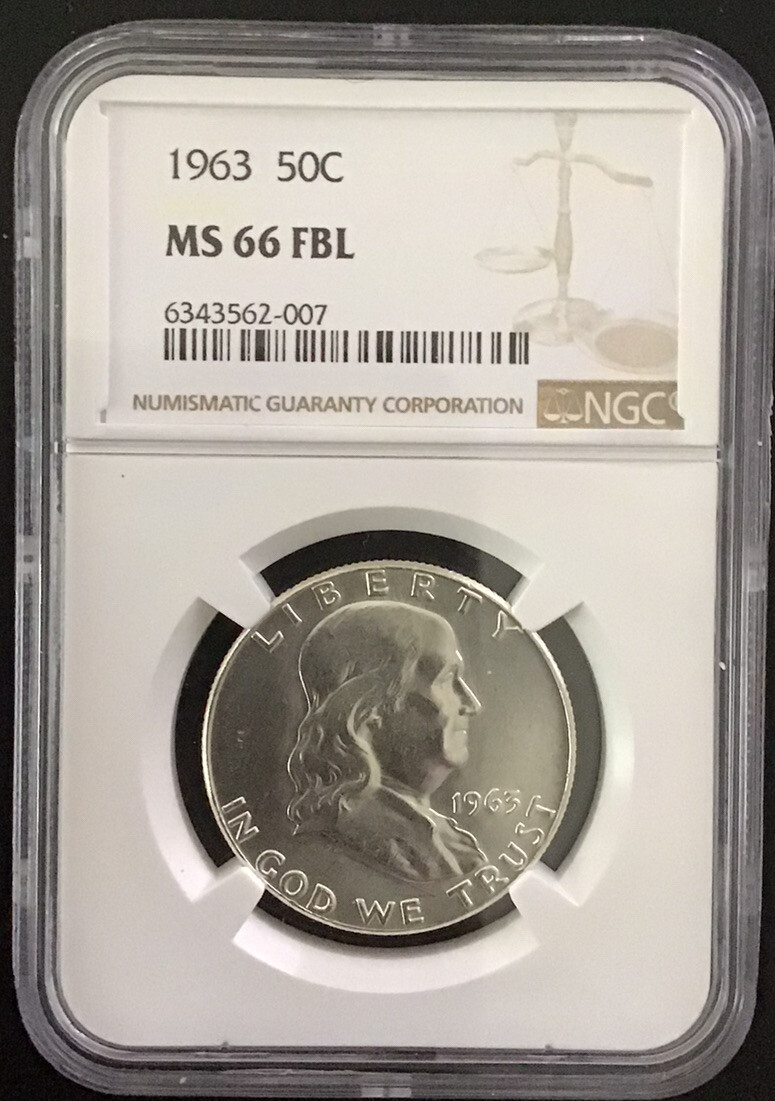 1963 50C
MS 66 FBL
6343562-007
NUMISMATIC GUARANTY CORPORATION NGC
LIBERTY
1963
IN GOD WE TRUST